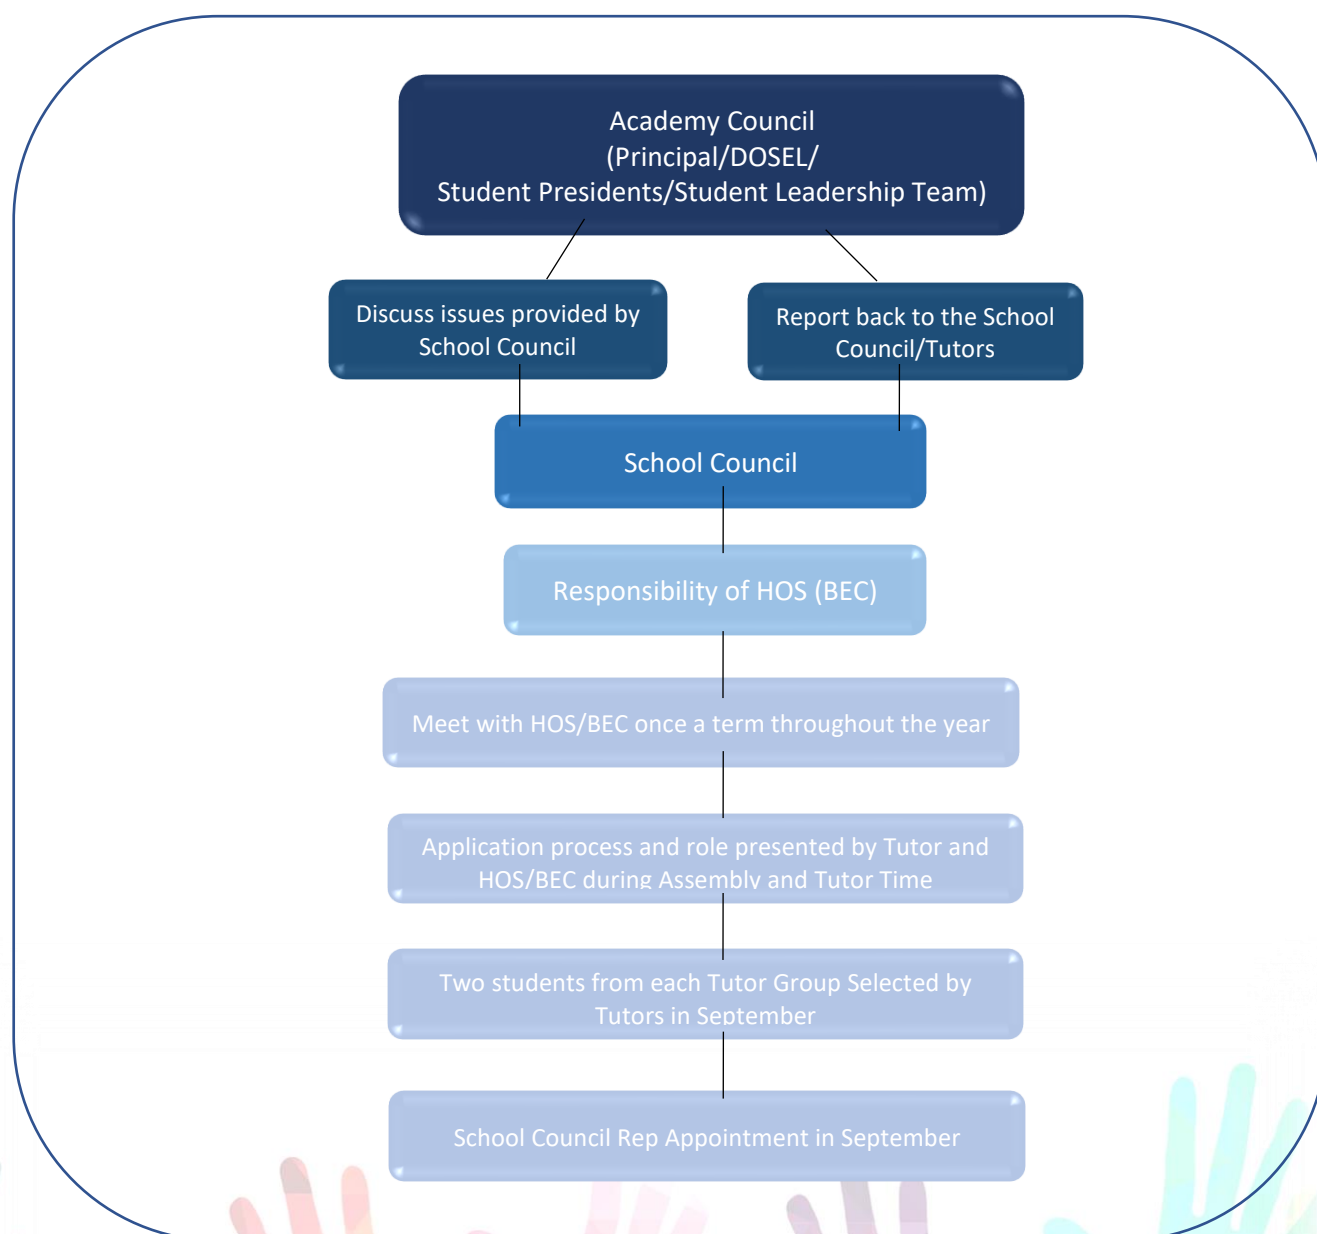 Academy Council
(Principal/DOSEL/
Student Presidents/Student Leadership Team)
Discuss issues provided by
School Council
Report back to the School
Council/Tutors
School Council
Responsibility of HOS (BEC)
Meet with HOS/BEC once a term throughout the year
Application process and role presented by Tutor and
HOS/BEC during Assembly and Tutor Time
Two students from each Tutor Group Selected by
Tutors in September
School Council Rep Appointment in September